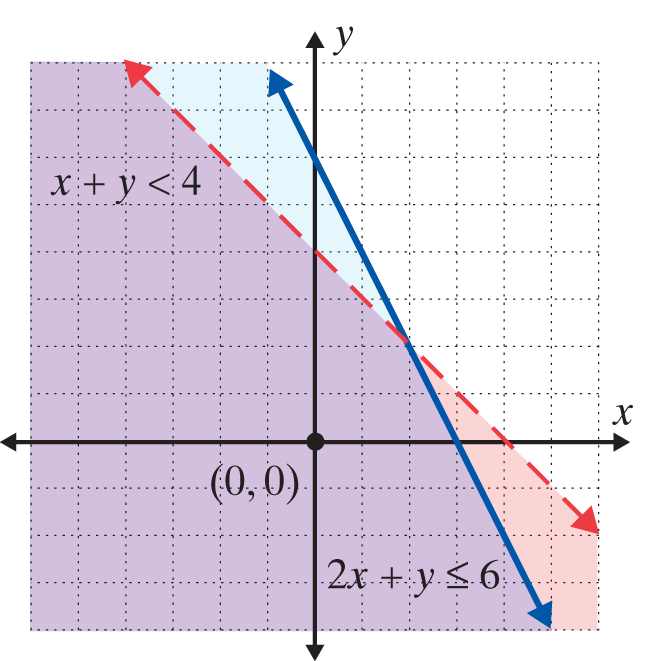 y
x + y < 4
x
(0, 0)
2x + y ≤ 6